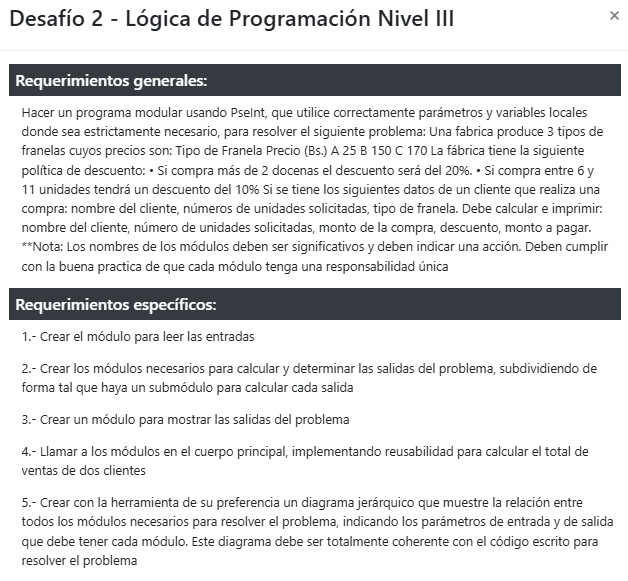 Desafío 2 - Lógica de Programación Nivel III
×
Requerimientos generales:
Hacer un programa modular usando PseInt, que utilice correctamente parámetros y variables locales
donde sea estrictamente necesario, para resolver el siguiente problema: Una fabrica produce 3 tipos de
franelas cuyos precios son: Tipo de Franela Precio (Bs.) A 25 B 150 C 170 La fábrica tiene la siguiente
política de descuento: • Si compra más de 2 docenas el descuento será del 20%. • Si compra entre 6 y
11 unidades tendrá un descuento del 10% Si se tiene los siguientes datos de un cliente que realiza una
compra: nombre del cliente, números de unidades solicitadas, tipo de franela. Debe calcular e imprimir:
nombre del cliente, número de unidades solicitadas, monto de la compra, descuento, monto a pagar.
**Nota: Los nombres de los módulos deben ser significativos y deben indicar una acción. Deben cumplir
con la buena practica de que cada módulo tenga una responsabilidad única
Requerimientos específicos:
1.- Crear el módulo para leer las entradas
2.- Crear los módulos necesarios para calcular y determinar las salidas del problema, subdividiendo de
forma tal que haya un submódulo para calcular cada salida
3.- Crear un módulo para mostrar las salidas del problema
4.- Llamar a los módulos en el cuerpo principal, implementando reusabilidad para calcular el total de
ventas de dos clientes
5.- Crear con la herramienta de su preferencia un diagrama jerárquico que muestre la relación entre
todos los módulos necesarios para resolver el problema, indicando los parámetros de entrada y de salida
que debe tener cada módulo. Este diagrama debe ser totalmente coherente con el código escrito para
resolver el problema